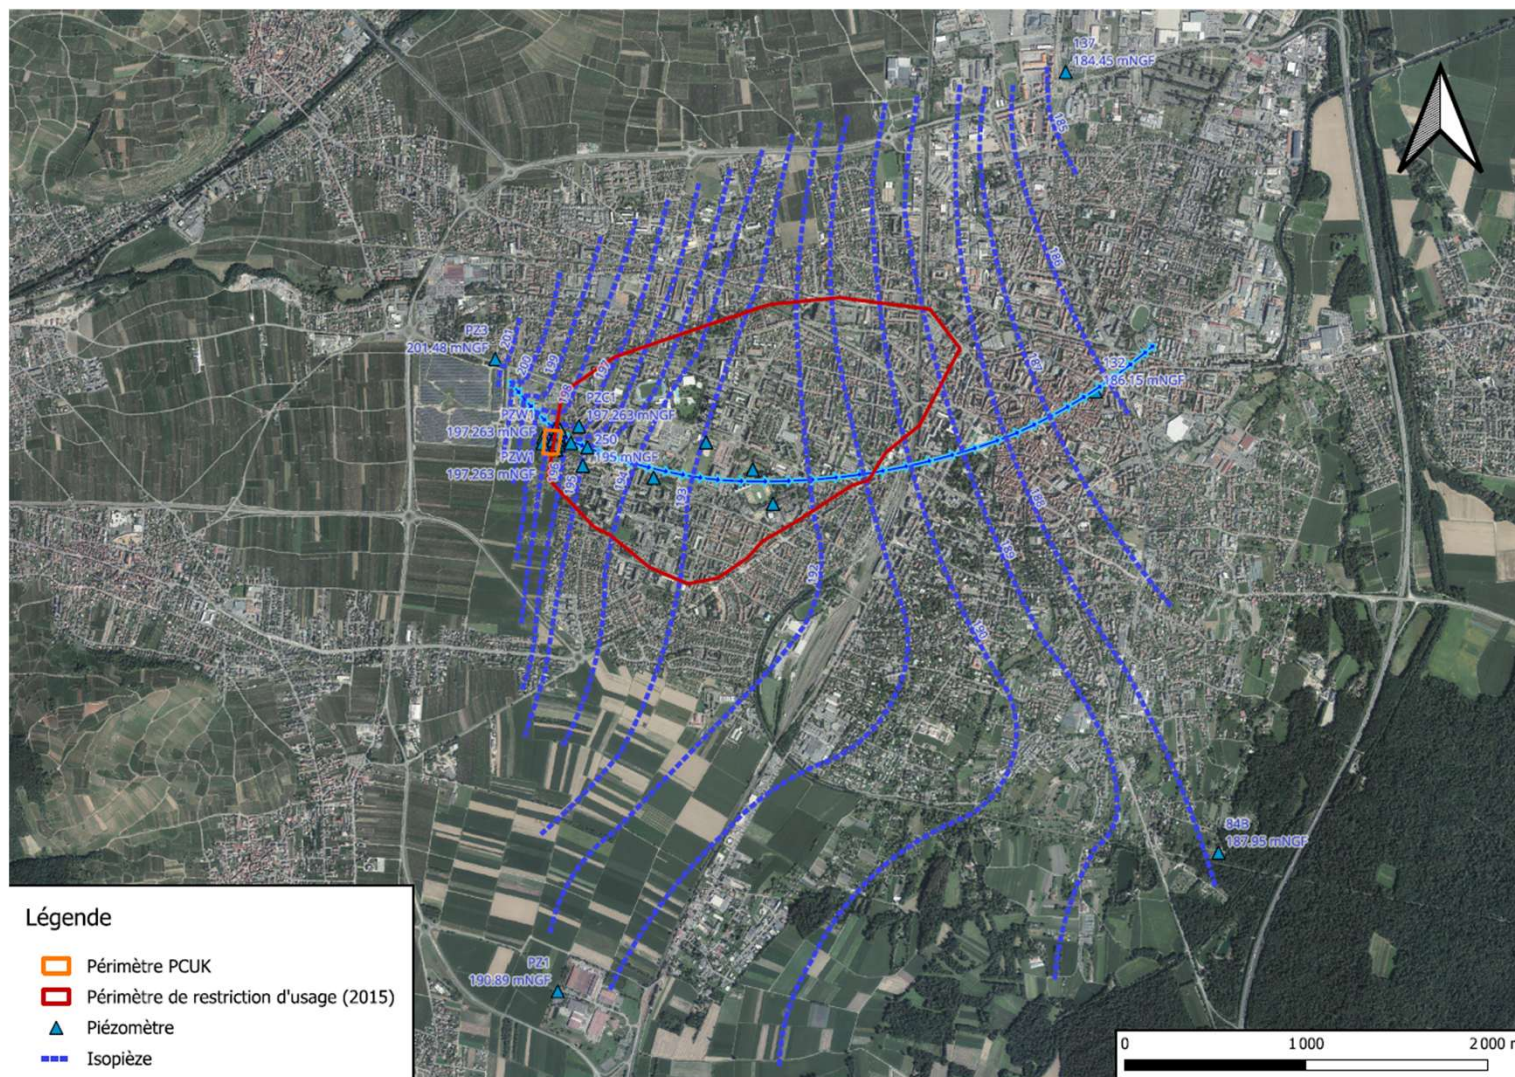 137
184.45 mNGF
185
186
PZ3
201.48 mNGF
201
200
199
198
197
187
132
186.15 mNGF
PZC1
197.263 mNGF
PZW1
197.263 mNGF
250
195 mNGF
PZW1
197.263 mNGF
196
195
194
193
188
192
189
190
84B
187.95 mNGF
PZ1
190.89 mNGF
Légende
Périmètre PCUK
Périmètre de restriction d'usage (2015)
Piézomètre
Isopièze
0
1 000
2 000 m